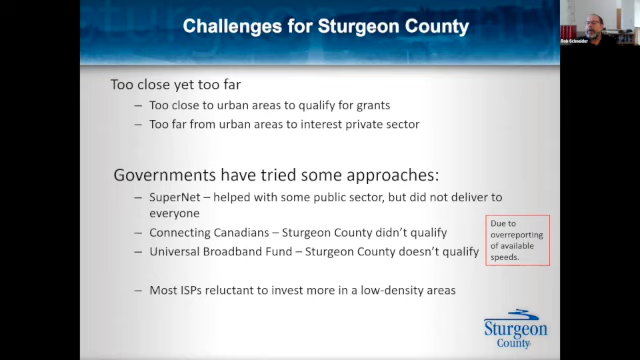 Challenges for Sturgeon County
Rob Schneider
Too close yet too far
– Too close to urban areas to qualify for grants
– Too far from urban areas to interest private sector
Governments have tried some approaches:
– SuperNet – helped with some public sector, but did not deliver to
everyone
– Connecting Canadians – Sturgeon County didn't qualify
– Universal Broadband Fund – Sturgeon County doesn't qualify
Due to
overreporting
of available
speeds.
– Most ISPs reluctant to invest more in a low-density areas
Sturgeon
County